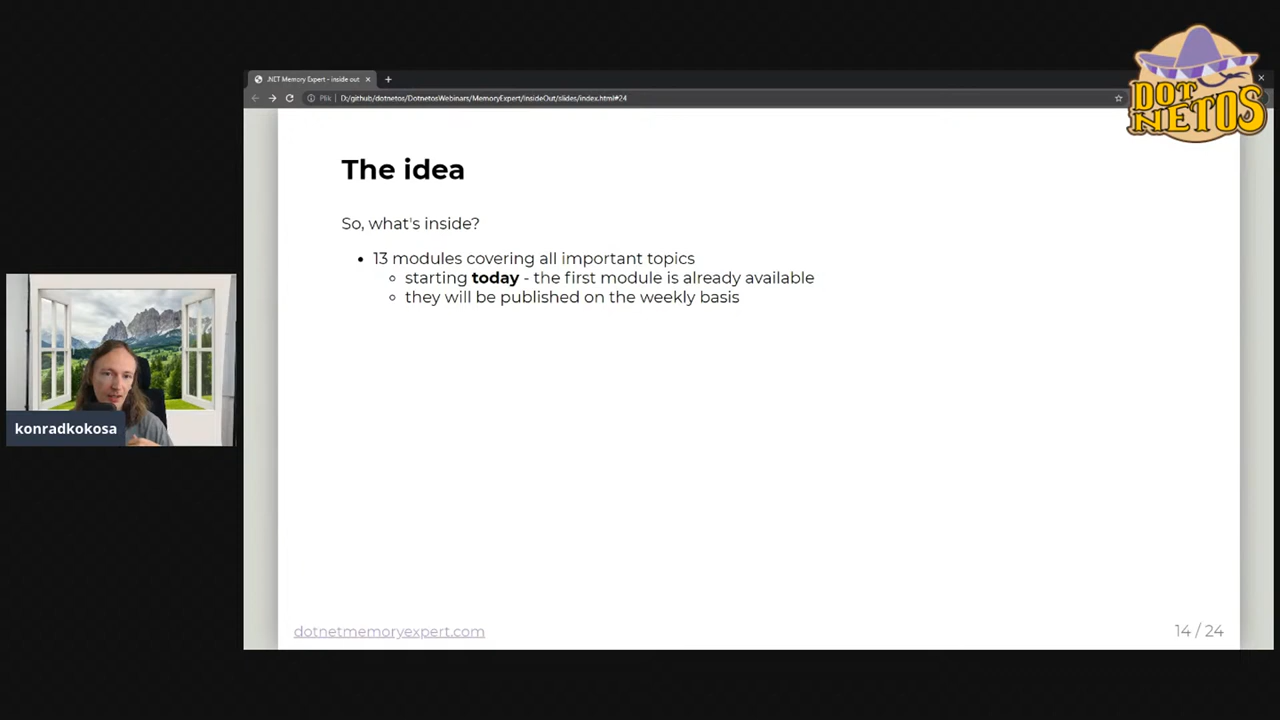 DOT
NETOS
.NET Memory Expert - inside out
Plik
D:/github/dotnetos/DotnetosWebinars/MemoryExpert/InsideOut/slides/index.html#24
The idea
So, what's inside?
13 modules covering all important topics
starting today - the first module is already available
they will be published on the weekly basis
konradkokosa
dotnetmemoryexpert.com
14 / 24